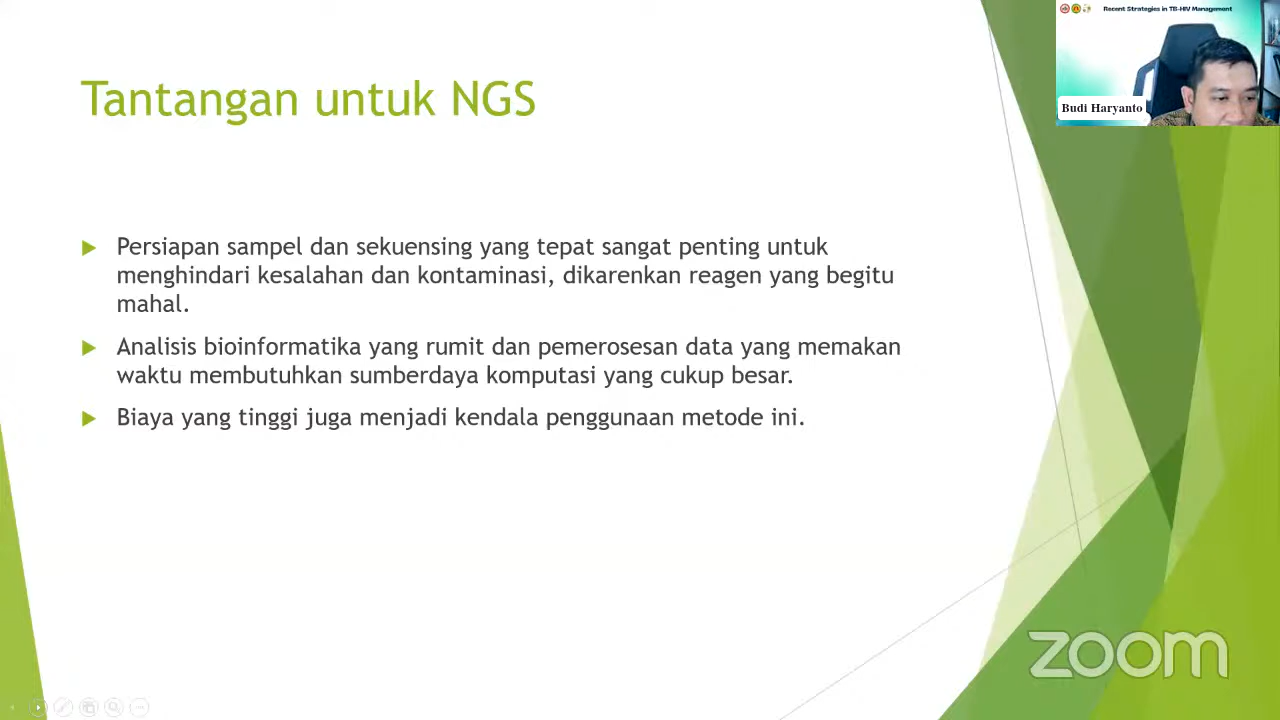 Recent Strategies in TB-HIV Management
Budi Haryanto
Tantangan untuk NGS
Persiapan sampel dan sekuensing yang tepat sangat penting untuk
menghindari kesalahan dan kontaminasi, dikarenkan reagen yang begitu
mahal.
Analisis bioinformatika yang rumit dan pemerosesan data yang memakan
waktu membutuhkan sumberdaya komputasi yang cukup besar.
Biaya yang tinggi juga menjadi kendala penggunaan metode ini.
zoom